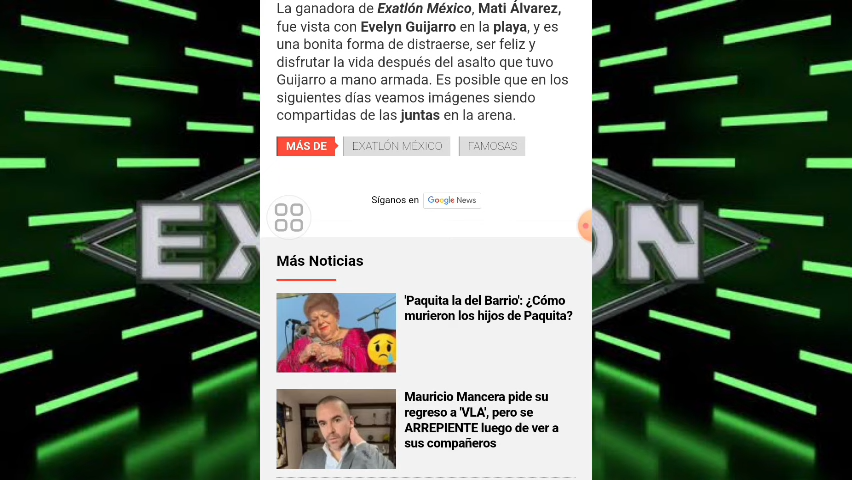 La ganadora de Exatlón México, Mati Álvarez,
fue vista con Evelyn Guijarro en la playa, y es
una bonita forma de distraerse, ser feliz y
disfrutar la vida después del asalto que tuvo
Guijarro a mano armada. Es posible que en los
siguientes días veamos imágenes siendo
compartidas de las juntas en la arena.
MÁS DE EXATLÓN MÉXICO FAMOSAS
Síganos en Google News
EX ON
Más Noticias
'Paquita la del Barrio': ¿Cómo
murieron los hijos de Paquita?
Mauricio Mancera pide su
regreso a 'VLA', pero se
ARREPIENTE luego de ver a
sus compañeros